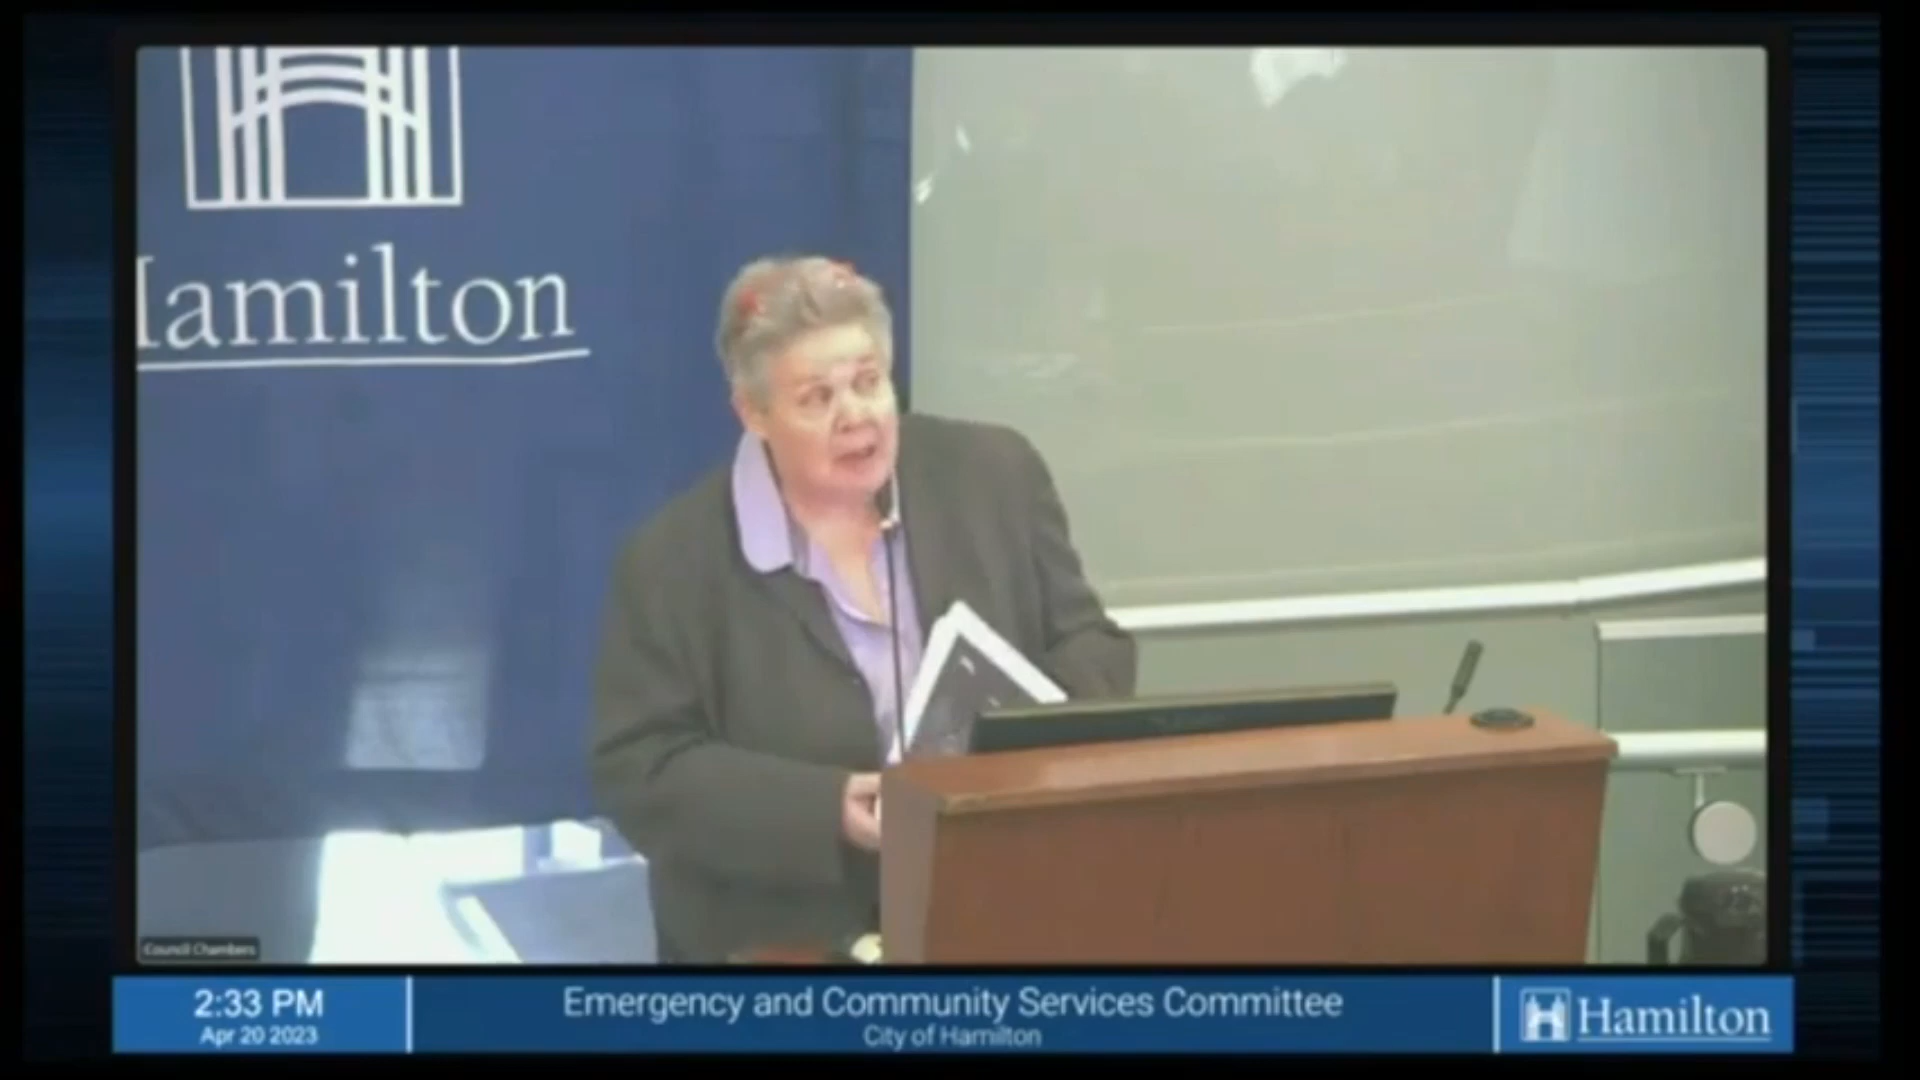 Hamilton
Council Chambers
2:33 PM
Apr 20 2023
Emergency and Community Services Committee
City of Hamilton
Hamilton